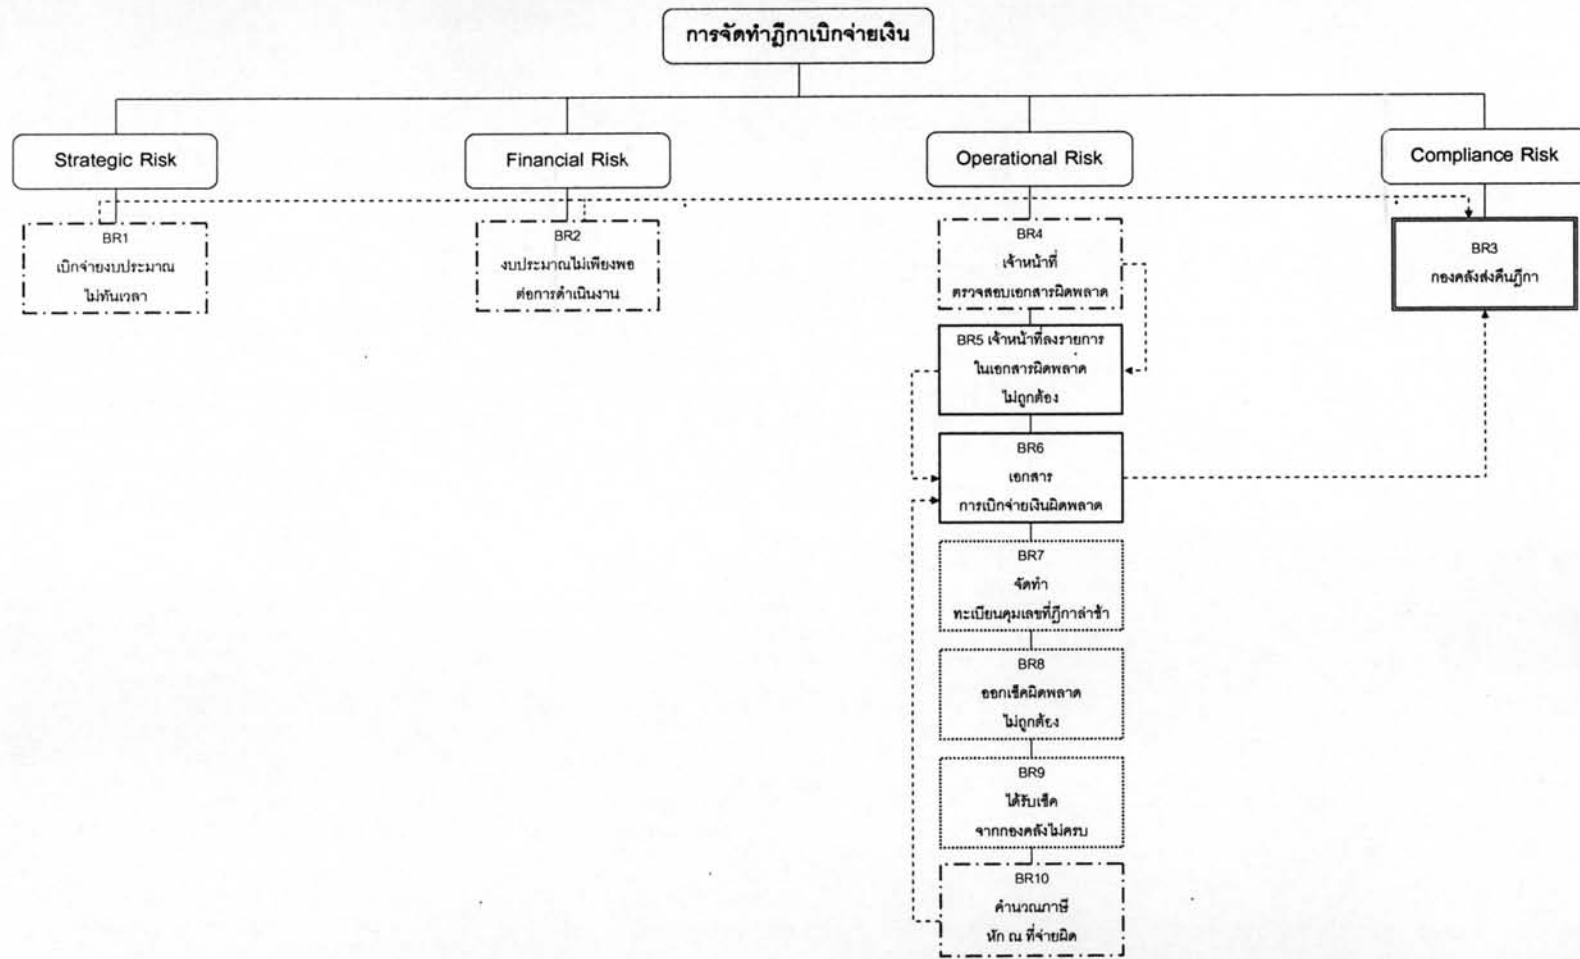 การจัดทำฎีกาเบิกจ่ายเงิน
Strategic Risk
Financial Risk
Operational Risk
Compliance Risk
BR1
เบิกจ่ายงบประมาณ
ไม่ทันเวลา
BR2
งบประมาณไม่เพียงพอ
ต่อการดำเนินงาน
BR4
เจ้าหน้าที่
ตรวจสอบเอกสารผิดพลาด
BR3
กองคลังส่งคืนฎีกา
BR5 เจ้าหน้าที่ลงรายการ
ในเอกสารผิดพลาด
ไม่ถูกต้อง
BR6
เอกสาร
การเบิกจ่ายเงินผิดพลาด
BR7
จัดทำ
ทะเบียนคุมเลขที่ฎีกาล่าช้า
BR8
ออกเช็คผิดพลาด
ไม่ถูกต้อง
BR9
ได้รับเช็ค
จากกองคลังไม่ครบ
BR10
คำนวณภาษี
หัก ณ ที่จ่ายผิด